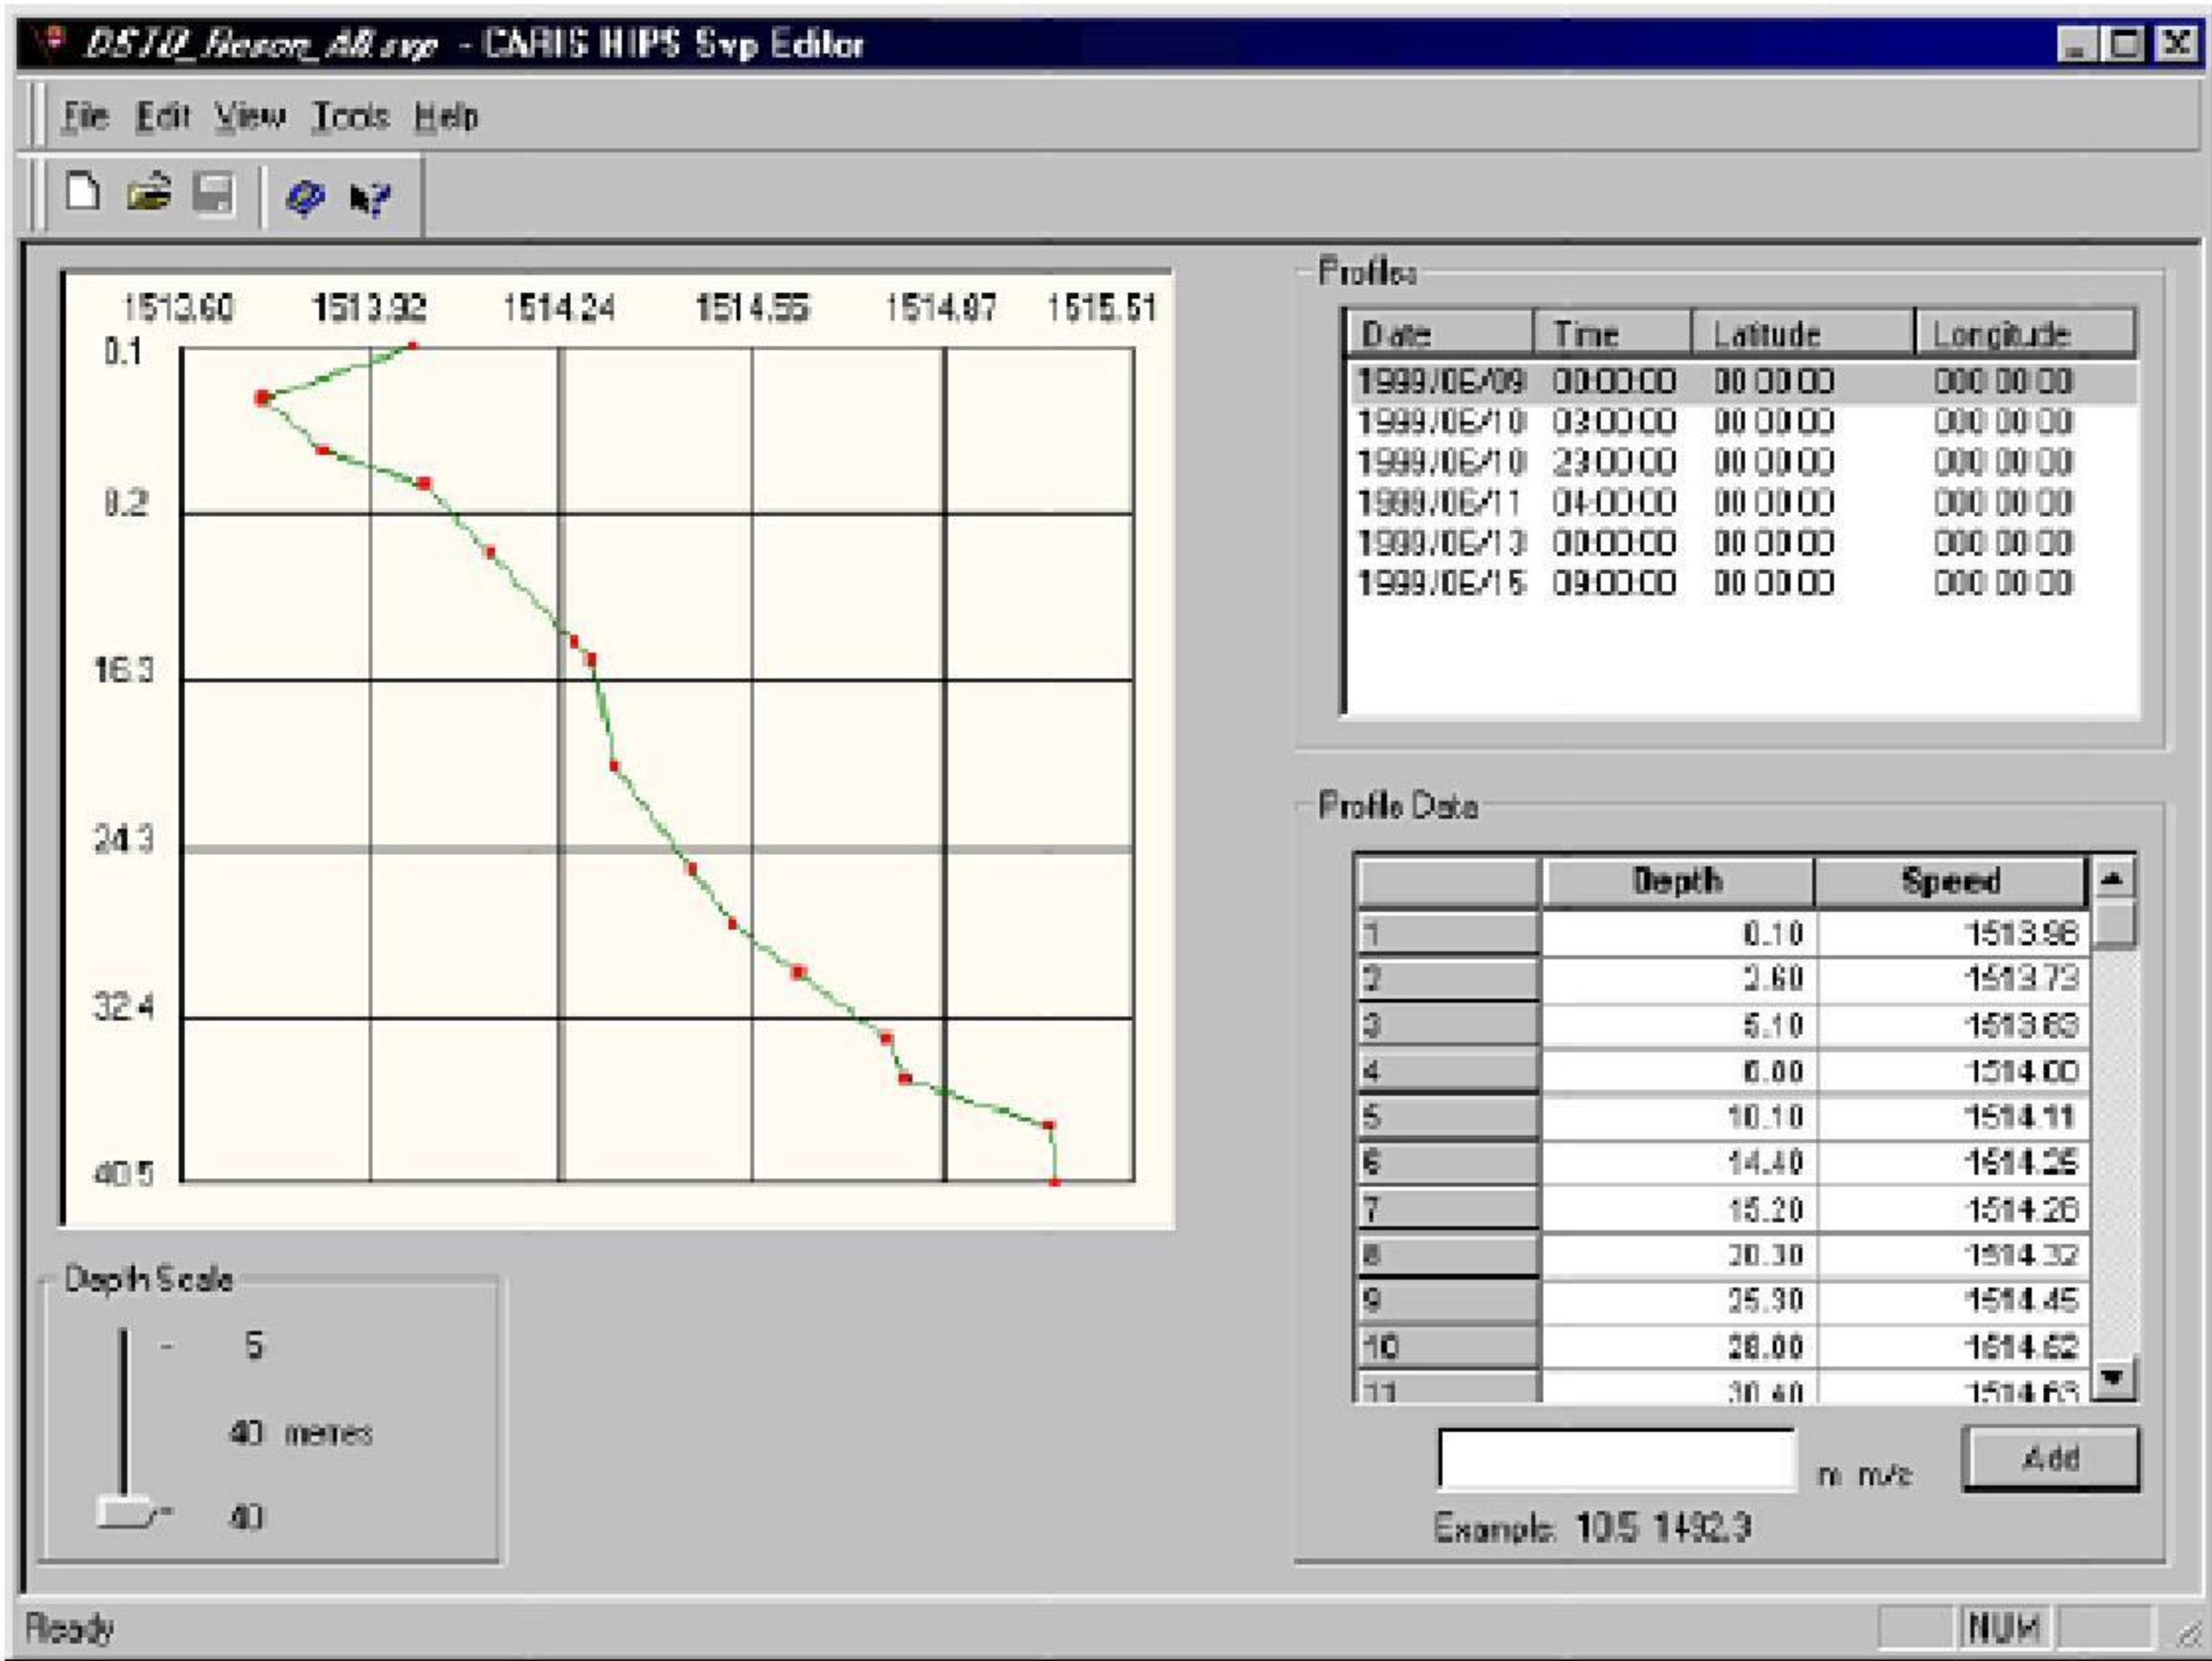 - CARIS HIPS Svp Editor
File Edit View Tools Help
1513.60 1513.92 1514.24 1514.55 1514.87 1515.51
0.1
8.2
16.3
24.3
32.4
40.5
Depth Scale
5
40 metres
40
Profiles
Date Time Latitude Longitude
1999/06/09 00:00:00 00 00 00 000 00 00
1999/06/10 03:00:00 00 00 00 000 00 00
1999/06/10 23:00:00 00 00 00 000 00 00
1999/06/11 04:00:00 00 00 00 000 00 00
1999/06/13 00:00:00 00 00 00 000 00 00
1999/06/15 09:00:00 00 00 00 000 00 00
Profile Data
Depth Speed
1 0.10 1513.98
2 2.60 1513.73
3 5.10 1513.83
4 1514.00
5 10.10 1514.11
6 14.40 1514.25
7 15.20 1514.28
8 20.30 1514.32
9 25.30 1514.45
10 28.00 1514.52
11 30.40 1514.63
m m/s Add
Example: 10.5 1492.3
Ready
NUM